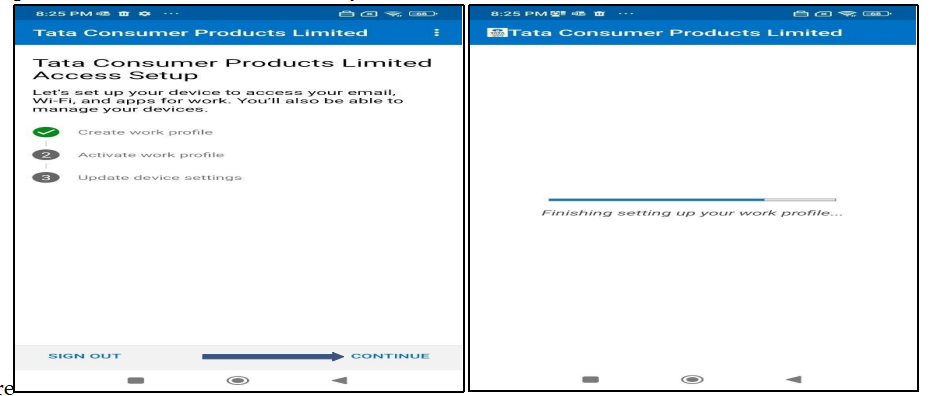 8:25 PM
Tata Consumer Products Limited
Tata Consumer Products Limited
Access Setup
Let's set up your device to access your email,
Wi-Fi, and apps for work. You'll also be able to
manage your devices.
Create work profile
2 Activate work profile
3 Update device settings
SIGN OUT CONTINUE
re
8:25 PM
Tata Consumer Products Limited
Finishing setting up your work profile...